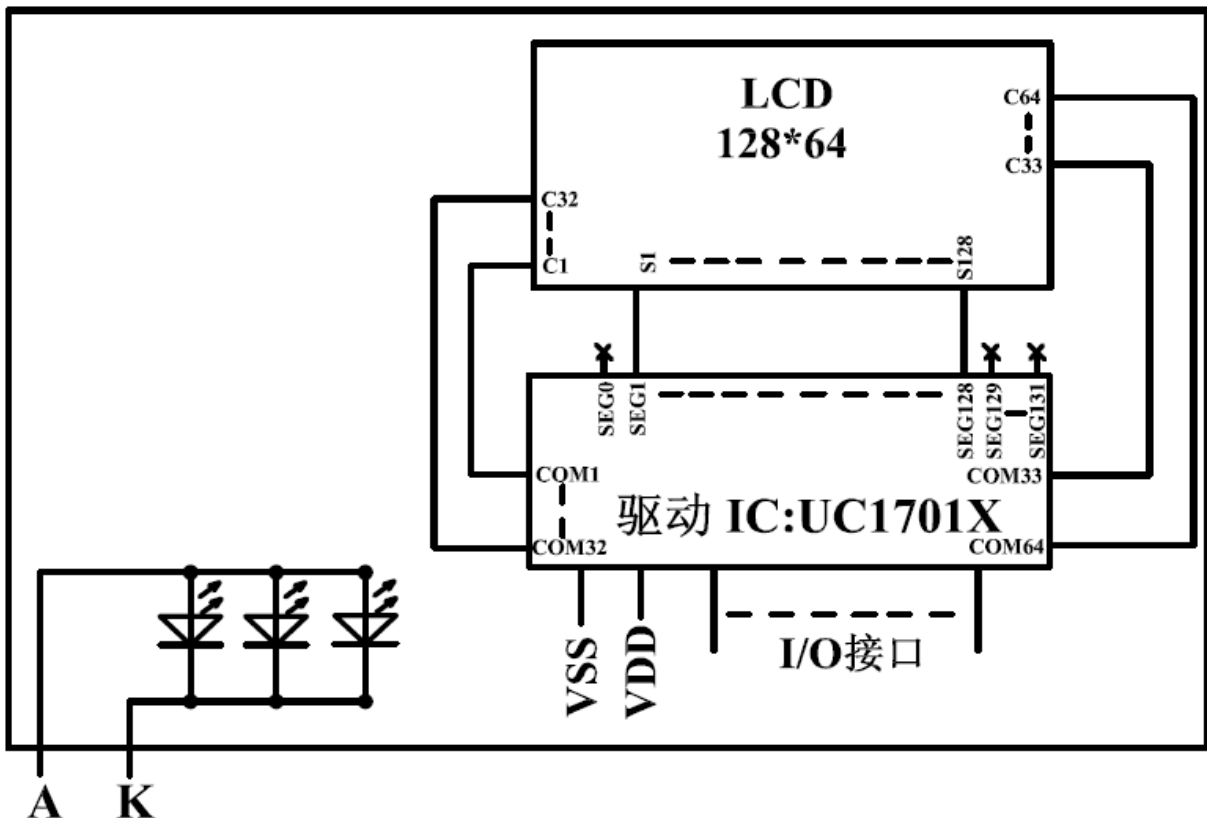 LCD
128*64
C64
C33
C32
C1
S1
S128
SEG0
SEG1
SEG128
SEG129
SEG131
COM1
COM33
驱动 IC:UC1701X
COM32
COM64
VSS
VDD
I/O接口
A
K